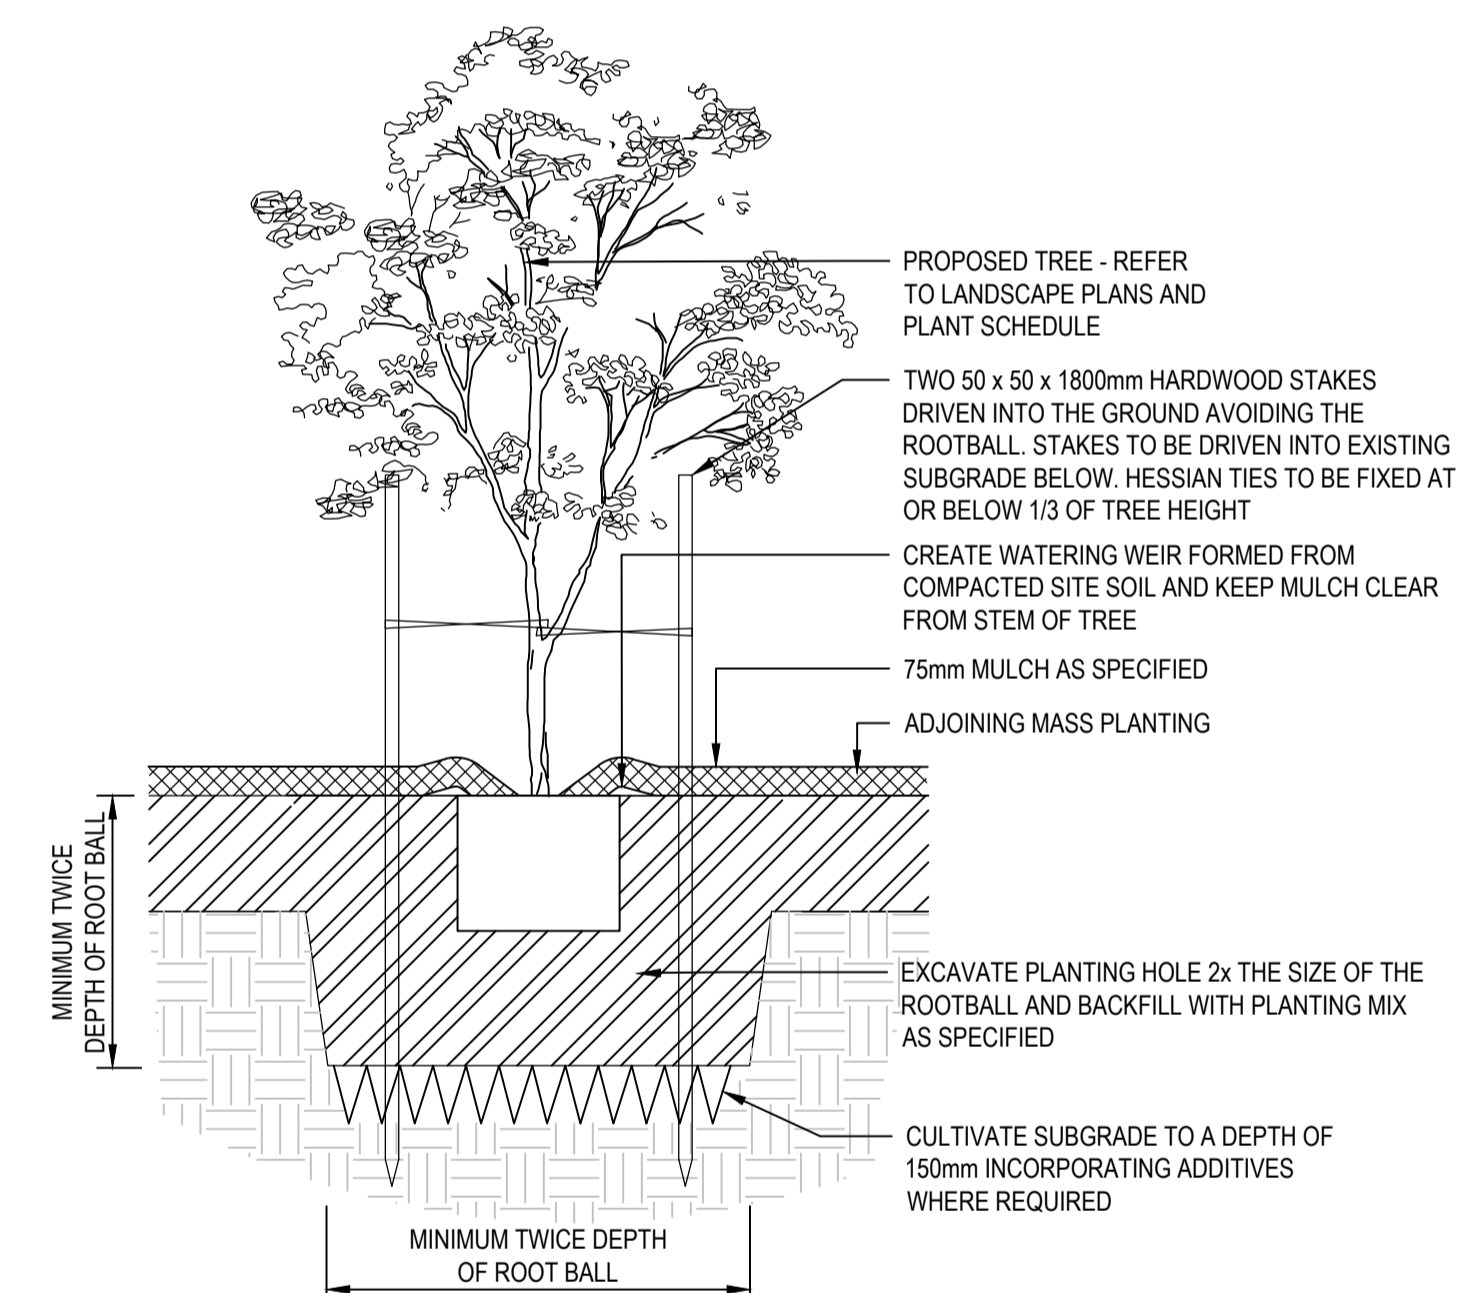 PROPOSED TREE - REFER
TO LANDSCAPE PLANS AND
PLANT SCHEDULE
TWO 50 x 50 x 1800mm HARDWOOD STAKES
DRIVEN INTO THE GROUND AVOIDING THE
ROOTBALL. STAKES TO BE DRIVEN INTO EXISTING
SUBGRADE BELOW. HESSIAN TIES TO BE FIXED AT
OR BELOW 1/3 OF TREE HEIGHT
CREATE WATERING WEIR FORMED FROM
COMPACTED SITE SOIL AND KEEP MULCH CLEAR
FROM STEM OF TREE
75mm MULCH AS SPECIFIED
ADJOINING MASS PLANTING
MINIMUM TWICE
DEPTH OF ROOT BALL
EXCAVATE PLANTING HOLE 2x THE SIZE OF THE
ROOTBALL AND BACKFILL WITH PLANTING MIX
AS SPECIFIED
CULTIVATE SUBGRADE TO A DEPTH OF
150mm INCORPORATING ADDITIVES
WHERE REQUIRED
MINIMUM TWICE DEPTH
OF ROOT BALL